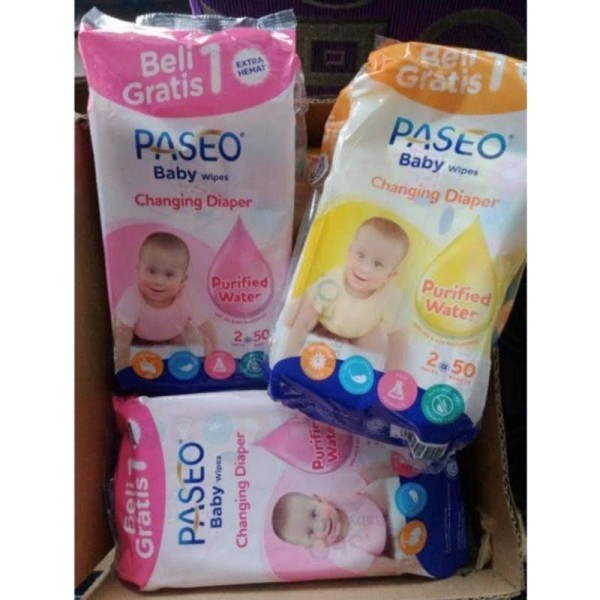 Beli 1
Gratis
EXTRA
HEMAT
PASEO
Baby Wipes
Changing Diaper
Purified
Water
2 @ 50
Beli 1
Gratis
PASEO
Baby Wipes
Changing Diaper
Purified
Water
2 @ 50
Beli 1
Gratis
PASEO
Baby Wipes
Changing Diaper
Purified
Water